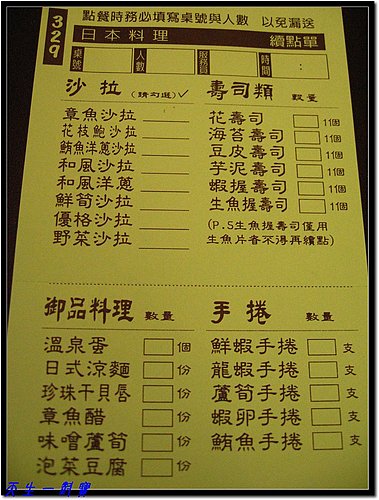 329
點餐時務必填寫桌號與人數 以免漏送
日本料理 續點單
桌號 人數 服務員 時間 :
沙拉 (請勾選)✓
章魚沙拉
花枝鮑沙拉
鮪魚洋蔥沙拉
和風沙拉
和風洋蔥
鮮筍沙拉
優格沙拉
野菜沙拉
壽司類 數量
花壽司 11個
海苔壽司 11個
豆皮壽司 11個
芋泥壽司 11個
蝦握壽司 11個
生魚握壽司 11個
(P.S生魚握壽司僅用
生魚片者不得再續點)
御品料理 數量
溫泉蛋 個
日式涼麵 份
珍珠干貝唇 份
章魚醋 份
味噌蘆筍 份
泡菜豆腐 份
手捲 數量
鮮蝦手捲 支
龍蝦手捲 支
蘆筍手捲 支
蝦卵手捲 支
鮪魚手捲 支